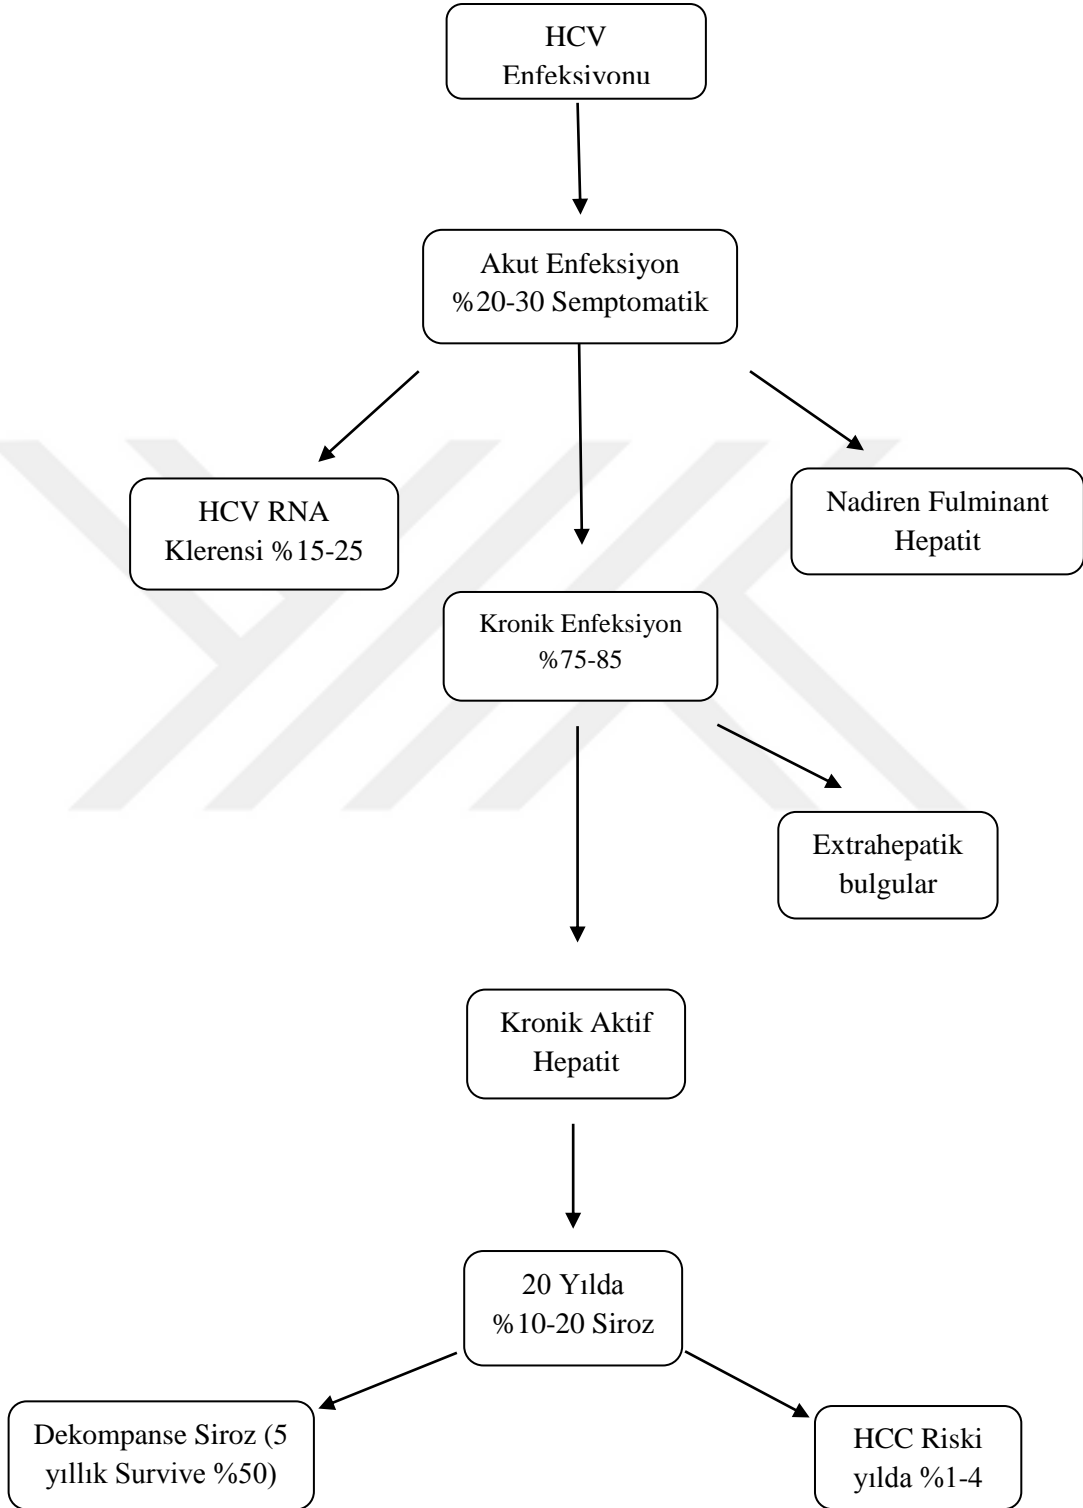 HCV
Enfeksiyonu
Akut Enfeksiyon
%20-30 Semptomatik
HCV RNA
Klerensi %15-25
Nadiren Fulminant
Hepatit
Kronik Enfeksiyon
%75-85
Extrahepatik
bulgular
Kronik Aktif
Hepatit
20 Yılda
%10-20 Siroz
Dekompanse Siroz (5
yıllık Survive %50)
HCC Riski
yılda %1-4